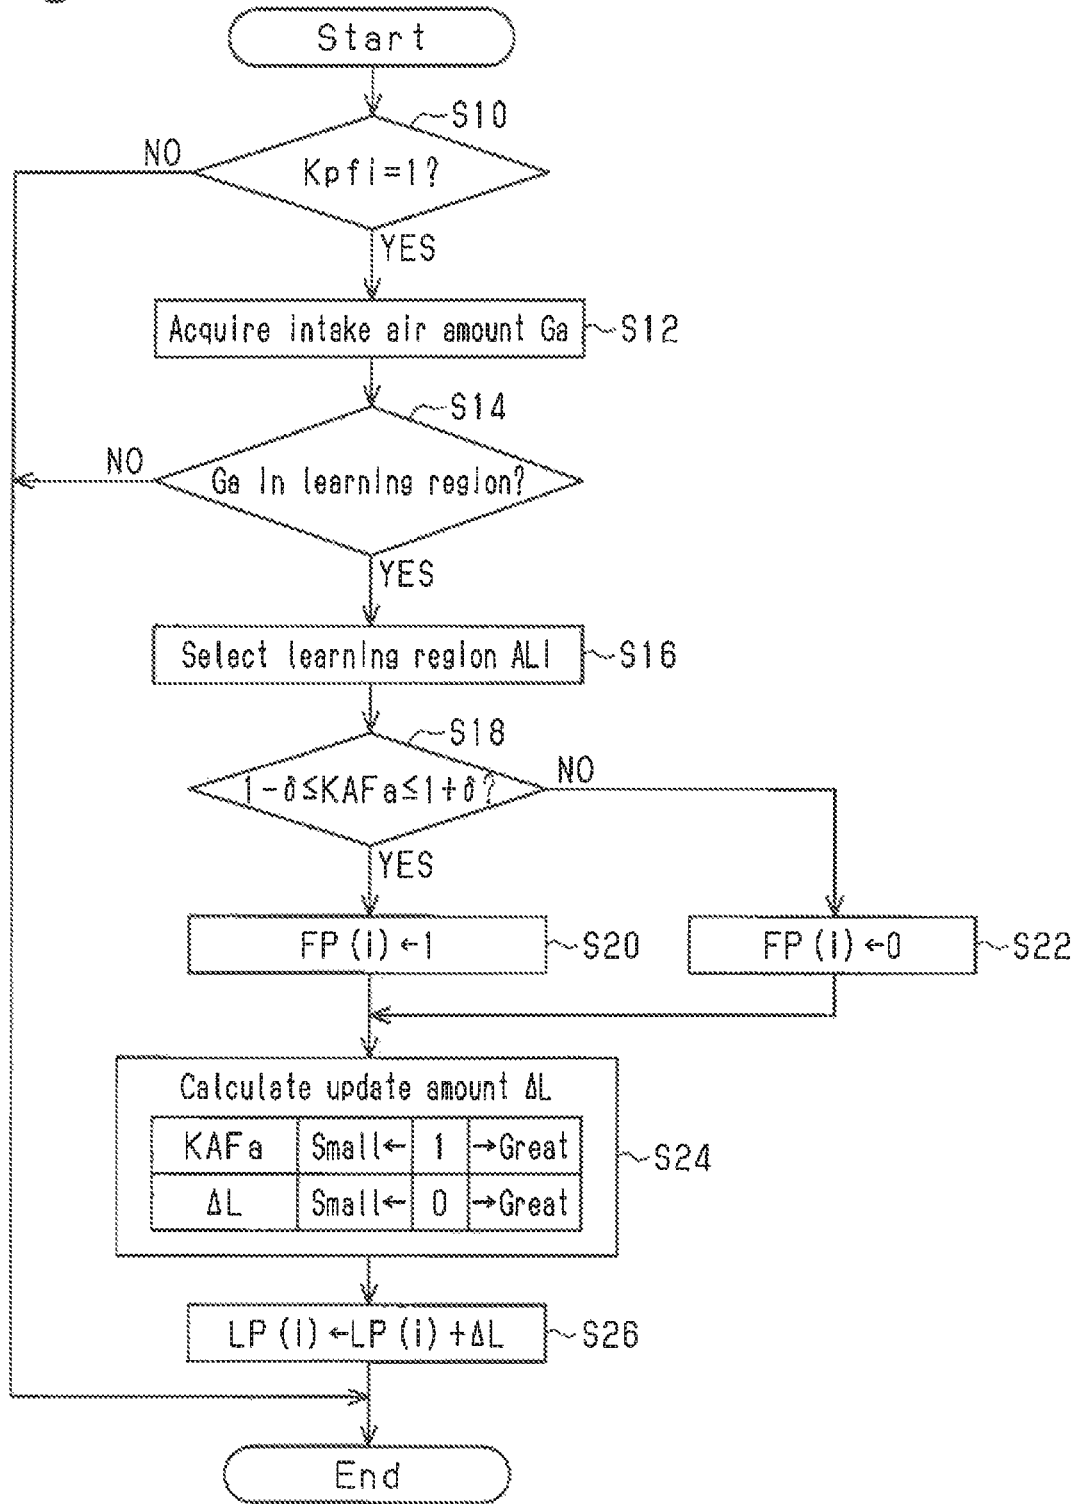 Start
S10
NO
Kpfi=1?
YES
Acquire intake air amount Ga
S12
S14
NO
Ga in learning region?
YES
Select learning region ALi
S16
S18
1-δ≤KAFa≤1+δ?
NO
YES
FP(i)←1
S20
FP(i)←0
S22
Calculate update amount ΔL
KAFa Small← 1 →Great
S24
ΔL Small← 0 →Great
LP(i)←LP(i)+ΔL
S26
End